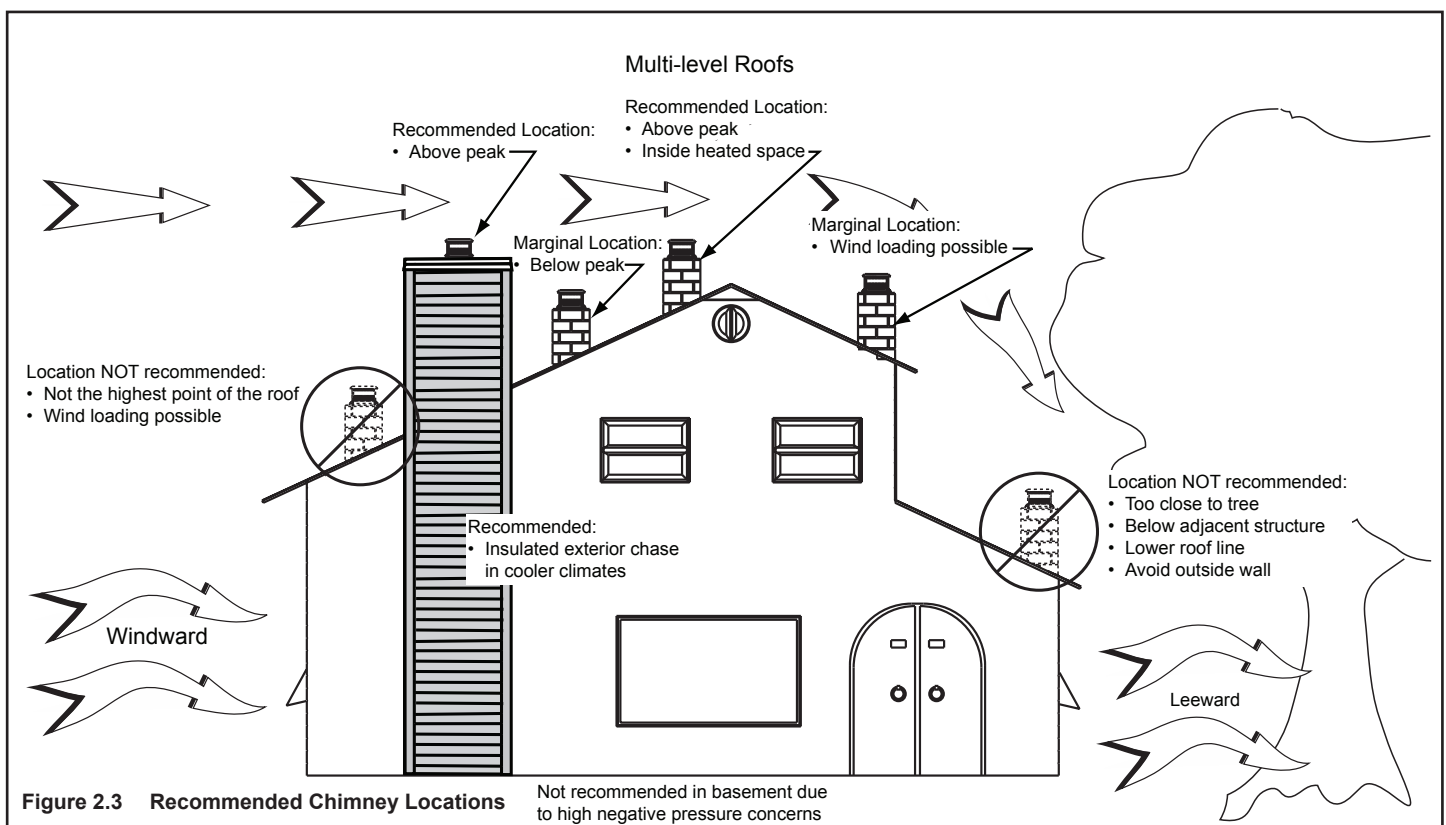 Multi-level Roofs
Recommended Location:
• Above peak
• Inside heated space
Recommended Location:
• Above peak
Marginal Location:
• Below peak
Marginal Location:
• Wind loading possible
Location NOT recommended:
• Not the highest point of the roof
• Wind loading possible
Recommended:
• Insulated exterior chase
in cooler climates
Location NOT recommended:
• Too close to tree
• Below adjacent structure
• Lower roof line
• Avoid outside wall
Windward
Leeward
Figure 2.3 Recommended Chimney Locations
Not recommended in basement due
to high negative pressure concerns